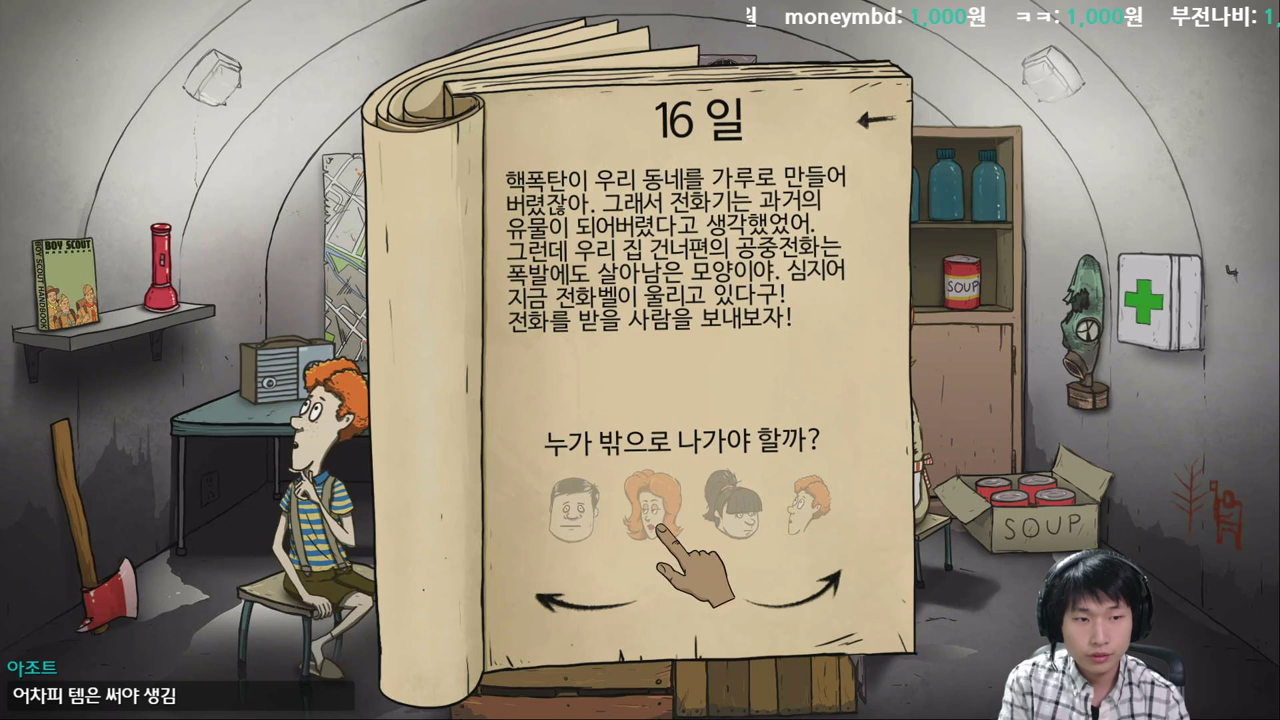 moneymbd: 1,000원 ㅋㅋ: 1,000원 부전나비: 1,
16 일
핵폭탄이 우리 동네를 가루로 만들어
버렸잖아. 그래서 전화기는 과거의
유물이 되어버렸다고 생각했었어.
그런데 우리 집 건너편의 공중전화는
폭발에도 살아남은 모양이야. 심지어
지금 전화벨이 울리고 있다구!
전화를 받을 사람을 보내보자!
누가 밖으로 나가야 할까?
BOY SCOUT
BOY SCOUT HANDBOOK
SOUP
SOUP
아조트
어차피 템은 써야 생김